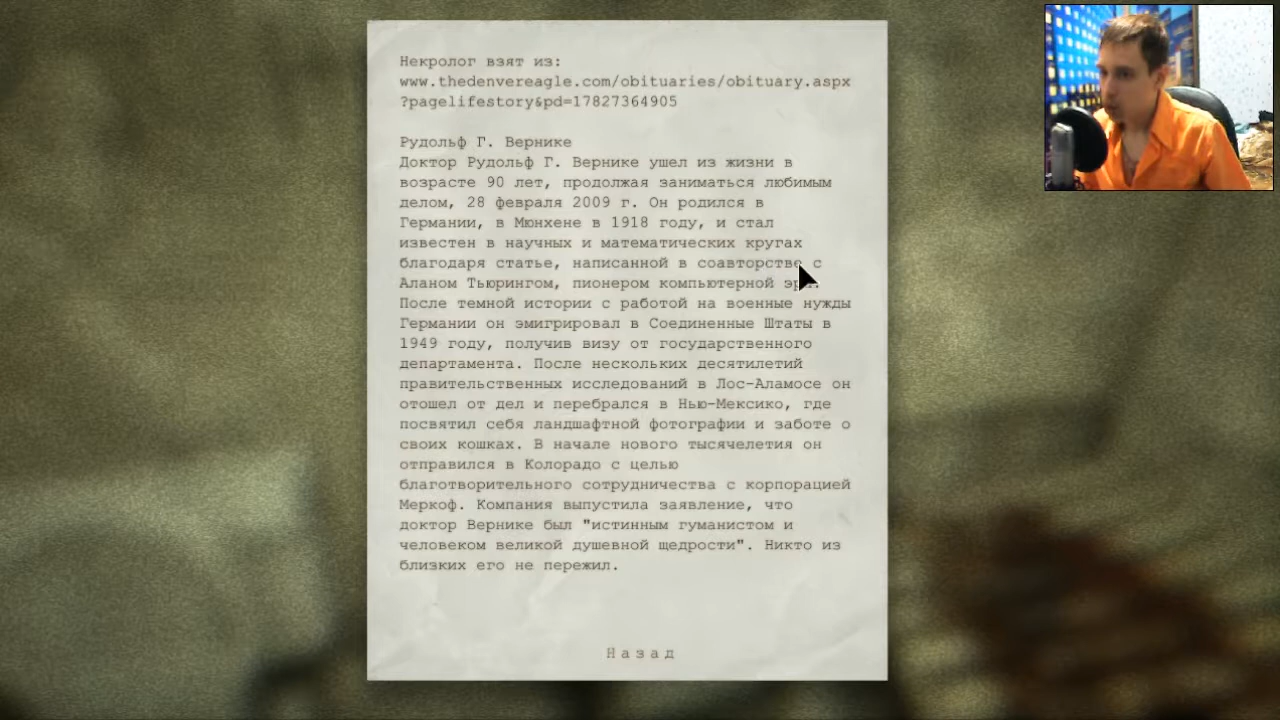 Некролог взят из:
www.thedenvereagle.com/obituaries/obituary.aspx
?pagelifestory&pd=17827364905
Рудольф Г. Вернике
Доктор Рудольф Г. Вернике ушел из жизни в
возрасте 90 лет, продолжая заниматься любимым
делом, 28 февраля 2009 г. Он родился в
Германии, в Мюнхене в 1918 году, и стал
известен в научных и математических кругах
благодаря статье, написанной в соавторстве с
Аланом Тьюрингом, пионером компьютерной
После темной истории с работой на военные нужды
Германии он эмигрировал в Соединенные Штаты в
1949 году, получив визу от государственного
департамента. После нескольких десятилетий
правительственных исследований в Лос-Аламосе он
отошел от дел и перебрался в Нью-Мексико, где
посвятил себя ландшафтной фотографии и заботе о
своих кошках. В начале нового тысячелетия он
отправился в Колорадо с целью
благотворительного сотрудничества с корпорацией
Меркоф. Компания выпустила заявление, что
доктор Вернике был "истинным гуманистом и
человеком великой душевной щедрости". Никто из
близких его не пережил.
Назад